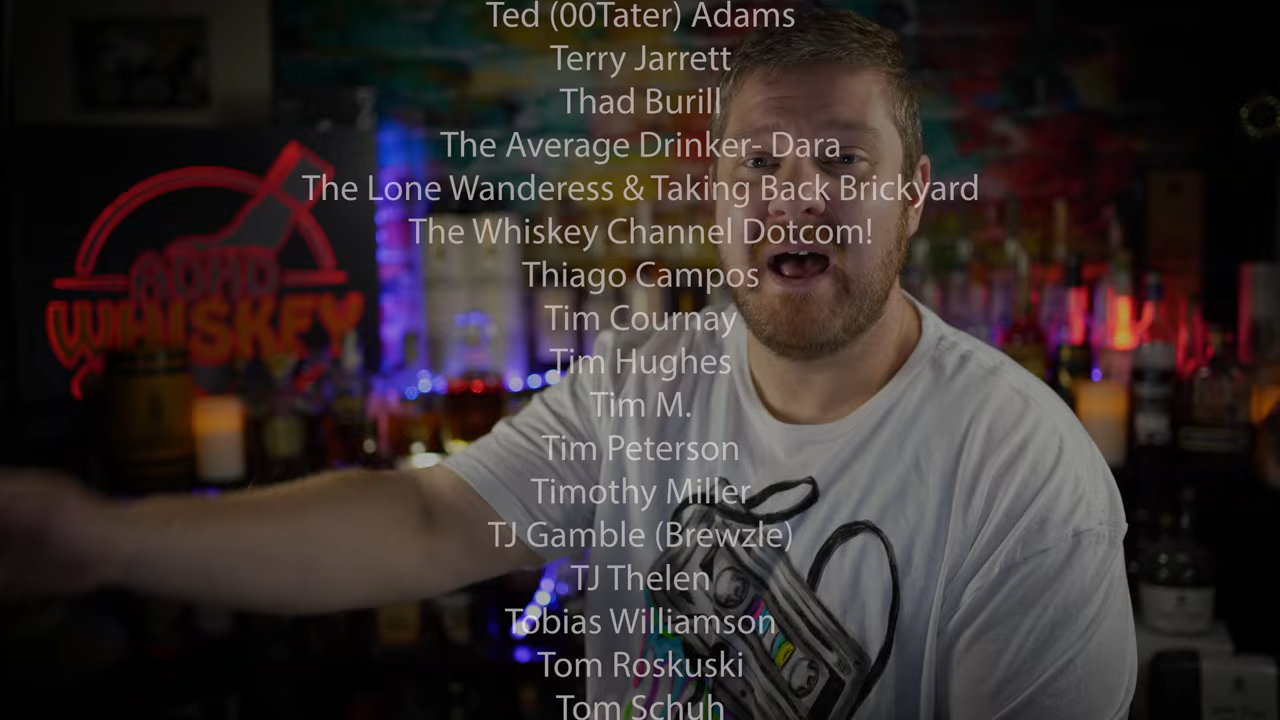 Ted (00Tater) Adams
Terry Jarrett
Thad Burill
The Average Drinker- Dara
The Lone Wanderess & Taking Back Brickyard
The Whiskey Channel Dotcom!
Thiago Campos
Tim Cournay
Tim Hughes
Tim M.
Tim Peterson
Timothy Miller
TJ Gamble (Brewzle)
TJ Thelen
Tobias Williamson
Tom Roskuski
Tom Schuh
ADHD
WHISKEY